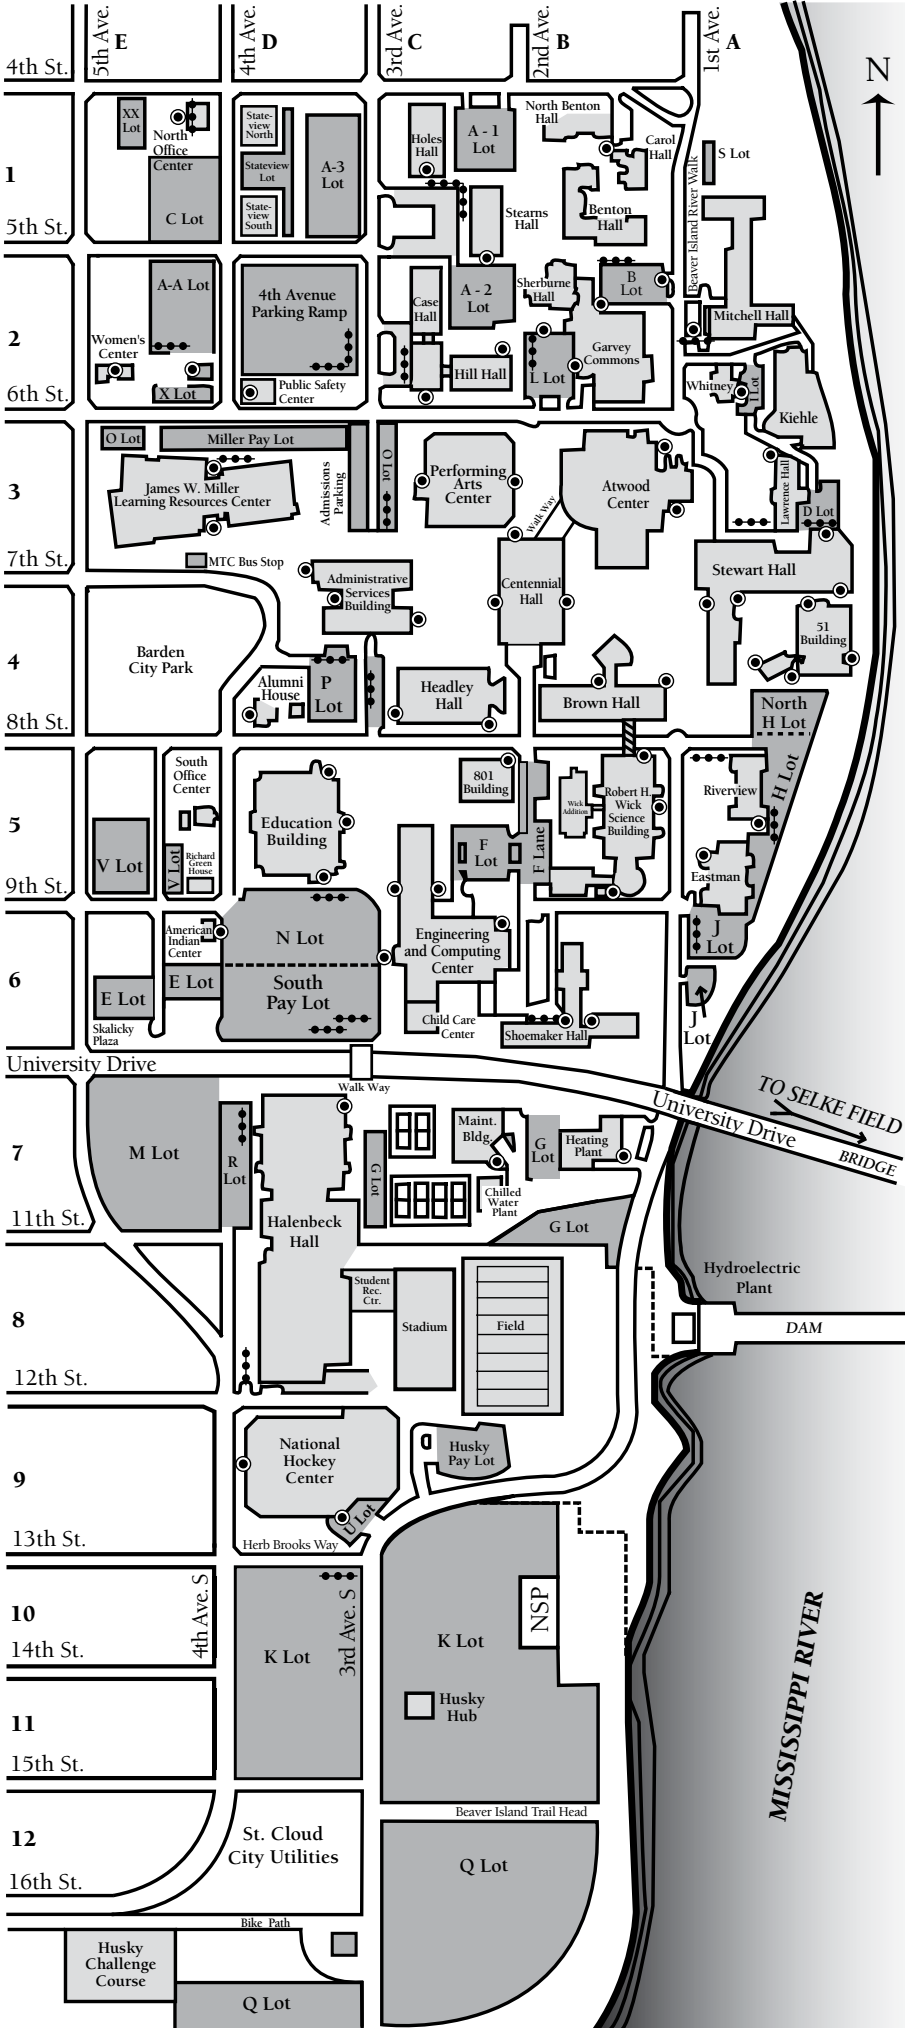 5th Ave.
E
4th Ave.
D
3rd Ave.
C
2nd Ave.
B
1st Ave.
A
4th St.
N
XX
Lot
North
Office
Center
State-
view
North
Stateview
Lot
State-
view
South
A-3
Lot
Holes
Hall
A - 1
Lot
North Benton
Hall
Carol
Hall
S Lot
1
C Lot
Stearns
Hall
Benton
Hall
Beaver Island River Walk
5th St.
A-A Lot
4th Avenue
Parking Ramp
Case
Hall
A - 2
Lot
Sherburne
Hall
B
Lot
Mitchell Hall
2
Women's
Center
Garvey
Commons
Hill Hall
L Lot
Whitney
I Lot
6th St.
X Lot
Public Safety
Center
Kiehle
O Lot
Miller Pay Lot
Admissions
Parking
O Lot
3
James W. Miller
Learning Resources Center
Performing
Arts
Center
Walk Way
Atwood
Center
Lawrence Hall
D Lot
7th St.
MTC Bus Stop
Administrative
Services
Building
Centennial
Hall
Stewart Hall
51
Building
4
Barden
City Park
Alumni
House
P
Lot
Headley
Hall
Brown Hall
North
H Lot
8th St.
South
Office
Center
801
Building
Wick
Addition
Robert H.
Wick
Science
Building
Riverview
H Lot
5
V Lot
V Lot
Richard
Green
House
Education
Building
F
Lot
F Lane
Eastman
9th St.
American
Indian
Center
N Lot
Engineering
and Computing
Center
J
Lot
6
E Lot
E Lot
South
Pay Lot
Skalicky
Plaza
Child Care
Center
Shoemaker Hall
J
Lot
University Drive
Walk Way
University Drive
TO SELKE FIELD
BRIDGE
7
M Lot
R
Lot
G Lot
Maint.
Bldg.
G
Lot
Heating
Plant
Chilled
Water
Plant
11th St.
Halenbeck
Hall
G Lot
Hydroelectric
Plant
8
Student
Rec.
Ctr.
Stadium
Field
DAM
12th St.
9
National
Hockey
Center
Husky
Pay Lot
U Lot
13th St.
Herb Brooks Way
10
4th Ave. S
3rd Ave. S
NSP
14th St.
K Lot
K Lot
11
Husky
Hub
15th St.
MISSISSIPPI RIVER
Beaver Island Trail Head
12
St. Cloud
City Utilities
Q Lot
16th St.
Bike Path
Husky
Challenge
Course
Q Lot